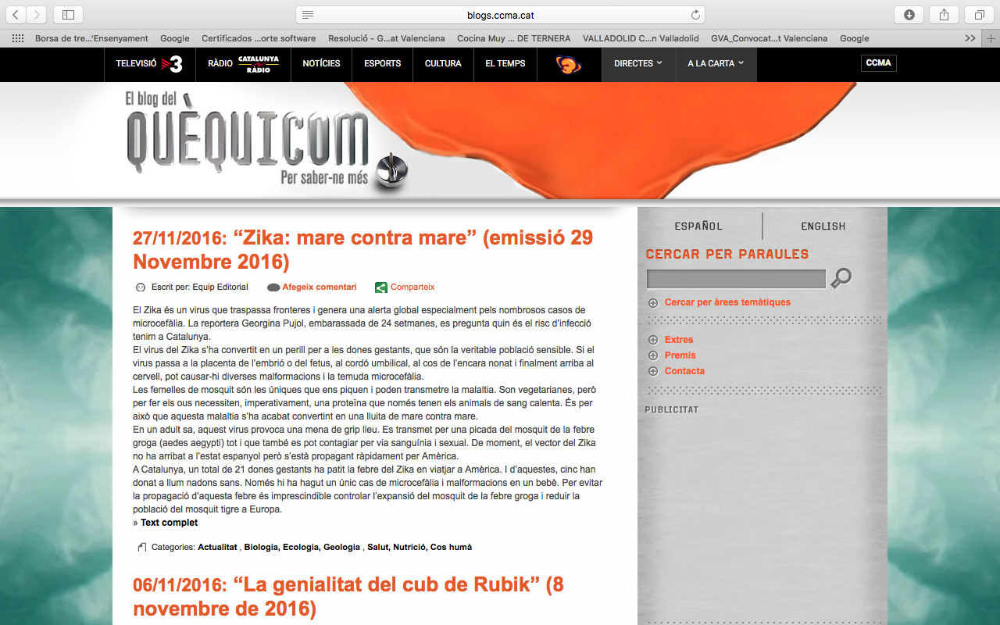 blogs.ccma.cat
Borsa de tre...'Ensenyament Google Certificados ...orte software Resolució - G...at Valenciana Cocina Muy ... DE TERNERA VALLADOLID C...n Valladolid GVA_Convocat...t Valenciana Google
TELEVISIÓ 3 RÀDIO CATALUNYA RÀDIO NOTÍCIES ESPORTS CULTURA EL TEMPS 3 DIRECTES A LA CARTA CCMA
El blog del
QUÈQUICOM
Per saber-ne més
27/11/2016: “Zika: mare contra mare” (emissió 29
Novembre 2016)
Escrit per: Equip Editorial Afegeix comentari Comparteix
El Zika és un virus que traspassa fronteres i genera una alerta global especialment pels nombrosos casos de
microcefàlia. La reportera Georgina Pujol, embarassada de 24 setmanes, es pregunta quin és el risc d’infecció
tenim a Catalunya.
El virus del Zika s’ha convertit en un perill per a les dones gestants, que són la veritable població sensible. Si el
virus passa a la placenta de l’embrió o del fetus, al cordó umbilical, al cos de l’encara nonat i finalment arriba al
cervell, pot causar-hi diverses malformacions i la temuda microcefàlia.
Les femelles de mosquit són les úniques que ens piquen i poden transmetre la malaltia. Son vegetarianes, però
per fer els ous necessiten, imperativament, una proteïna que només tenen els animals de sang calenta. És per
això que aquesta malaltia s’ha acabat convertint en una lluita de mare contra mare.
En un adult sa, aquest virus provoca una mena de grip lleu. Es transmet per una picada del mosquit de la febre
groga (aedes aegypti) tot i que també es pot contagiar per via sanguínia i sexual. De moment, el vector del Zika
no ha arribat a l’estat espanyol però s’està propagant ràpidament per Amèrica.
A Catalunya, un total de 21 dones gestants ha patit la febre del Zika en viatjar a Amèrica. I d’aquestes, cinc han
donat a llum nadons sans. Només hi ha hagut un únic cas de microcefàlia i malformacions en un bebè. Per evitar
la propagació d’aquesta febre és imprescindible controlar l’expansió del mosquit de la febre groga i reduir la
població del mosquit tigre a Europa.
» Text complet
Categories: Actualitat , Biologia, Ecologia, Geologia , Salut, Nutrició, Cos humà
06/11/2016: “La genialitat del cub de Rubik” (8
novembre de 2016)
ESPAÑOL ENGLISH
CERCAR PER PARAULES
Cercar per àrees temàtiques
Extres
Premis
Contacta
PUBLICITAT